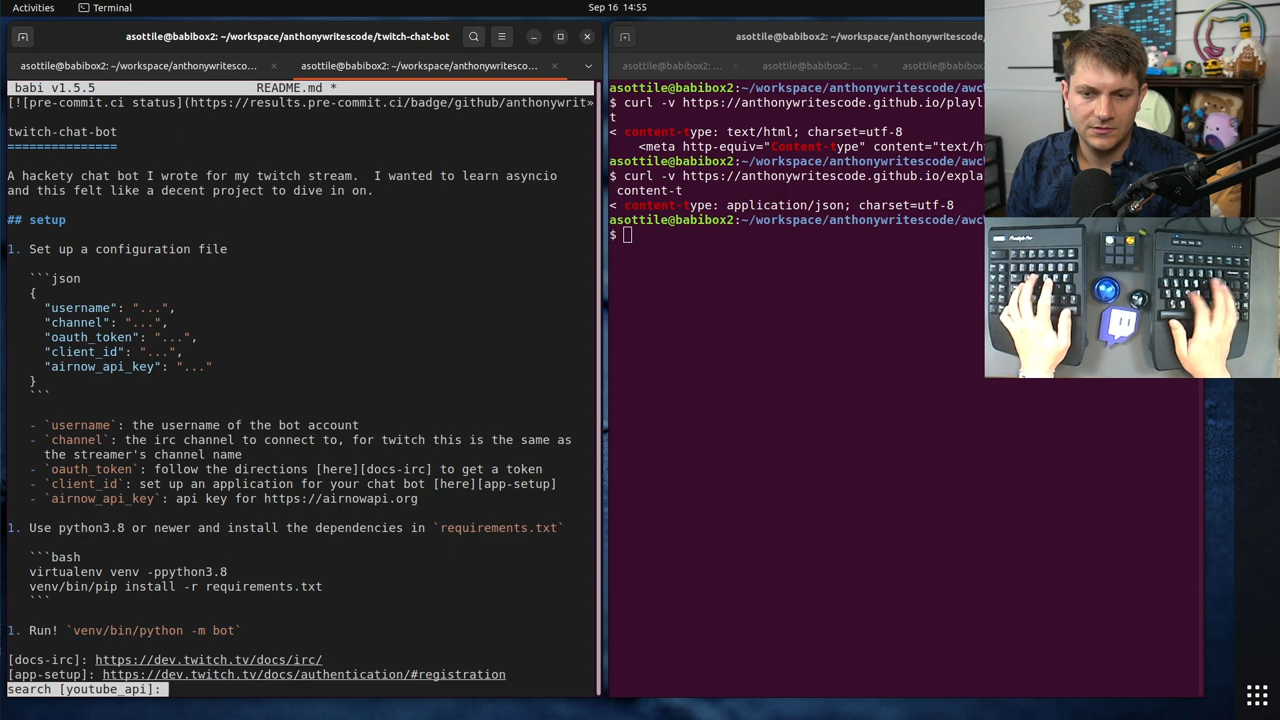 Activities
Terminal
Sep 16 14:55
asottile@babibox2: ~/workspace/anthonywritescode/twitch-chat-bot
asottile@babibox2: ~/workspace/anthonywritesco…
asottile@babibox2: ~/workspace/anthonywritesco…
babi v1.5.5 README.md *
[![pre-commit.ci status](https://results.pre-commit.ci/badge/github/anthonywrit»
twitch-chat-bot
===============
A hackety chat bot I wrote for my twitch stream.  I wanted to learn asyncio
and this felt like a decent project to dive in on.
## setup
1. Set up a configuration file
```json
{
"username": "...",
"channel": "...",
"oauth_token": "...",
"client_id": "...",
"airnow_api_key": "..."
}
```
- `username`: the username of the bot account
- `channel`: the irc channel to connect to, for twitch this is the same as
the streamer's channel name
- `oauth_token`: follow the directions [here][docs-irc] to get a token
- `client_id`: set up an application for your chat bot [here][app-setup]
- `airnow_api_key`: api key for https://airnowapi.org
1. Use python3.8 or newer and install the dependencies in `requirements.txt`
```bash
virtualenv venv -ppython3.8
venv/bin/pip install -r requirements.txt
```
1. Run! `venv/bin/python -m bot`
[docs-irc]: https://dev.twitch.tv/docs/irc/
[app-setup]: https://dev.twitch.tv/docs/authentication/#registration
search [youtube_api]:
asottile@babibox2: ~/workspace/anthonywritescode,
asottile@babibox2: …
asottile@babibox2: …
asottile@babibox2:~/workspace/anthonywritescode/awc
$ curl -v https://anthonywritescode.github.io/playl
t
< content-type: text/html; charset=utf-8
<meta http-equiv="Content-type" content="text/h
asottile@babibox2:~/workspace/anthonywritescode/awc
$ curl -v https://anthonywritescode.github.io/expla
content-t
< content-type: application/json; charset=utf-8
asottile@babibox2:~/workspace/anthonywritescode/awc
$